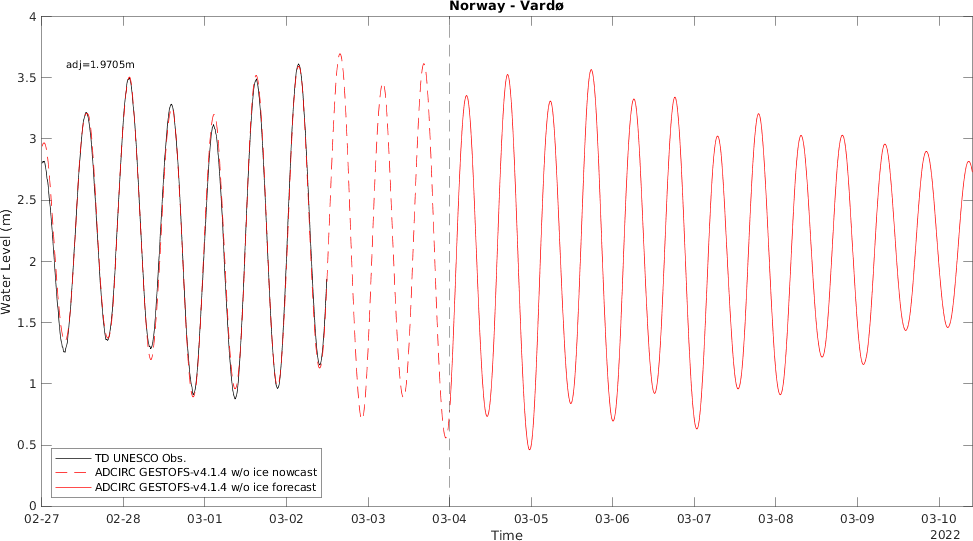 Norway - Vardø
4
adj=1.9705m
3.5
3
2.5
2
1.5
1
0.5
0
Water Level (m)
TD UNESCO Obs.
ADCIRC GESTOFS-v4.1.4 w/o ice nowcast
ADCIRC GESTOFS-v4.1.4 w/o ice forecast
02-27 02-28 03-01 03-02 03-03 03-04 03-05 03-06 03-07 03-08 03-09 03-10
Time
2022